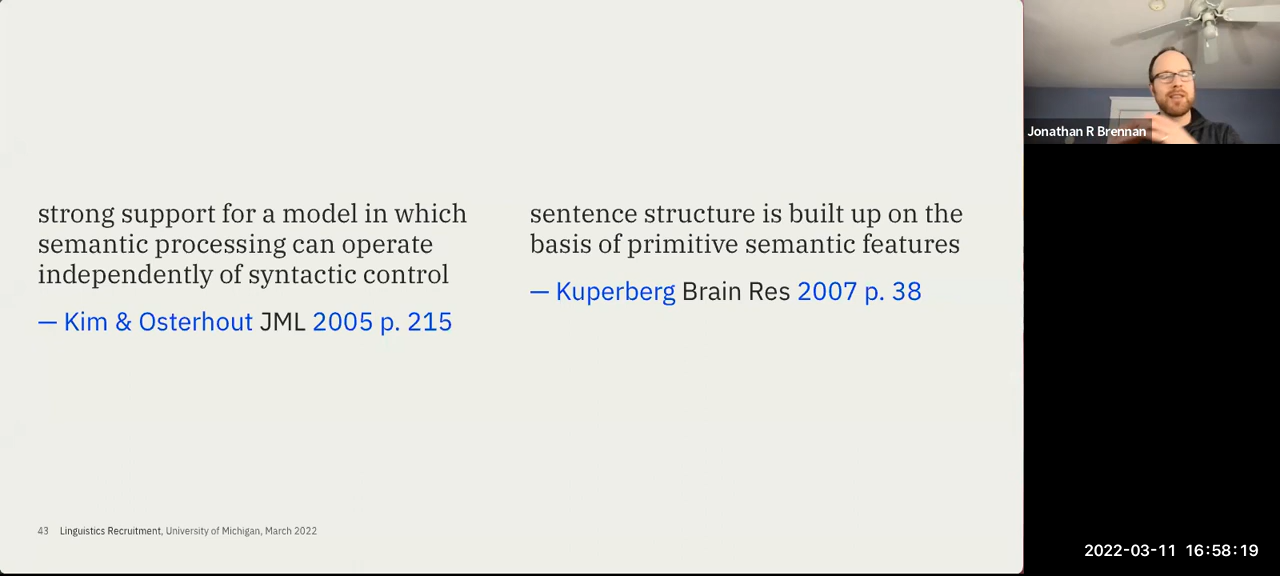 strong support for a model in which
semantic processing can operate
independently of syntactic control
— Kim & Osterhout JML 2005 p. 215
sentence structure is built up on the
basis of primitive semantic features
— Kuperberg Brain Res 2007 p. 38
43 Linguistics Recruitment, University of Michigan, March 2022
Jonathan R Brennan
2022-03-11 16:58:19